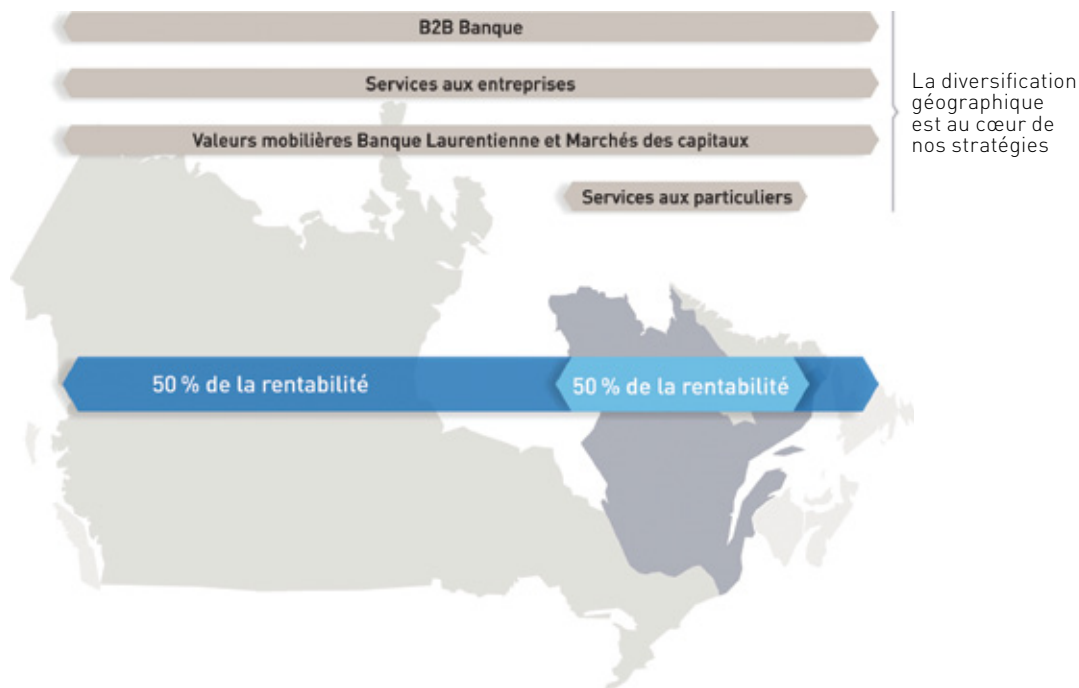 B2B Banque
Services aux entreprises
Valeurs mobilières Banque Laurentienne et Marchés des capitaux
Services aux particuliers
La diversification
géographique
est au cœur de
nos stratégies
50 % de la rentabilité
50 % de la rentabilité